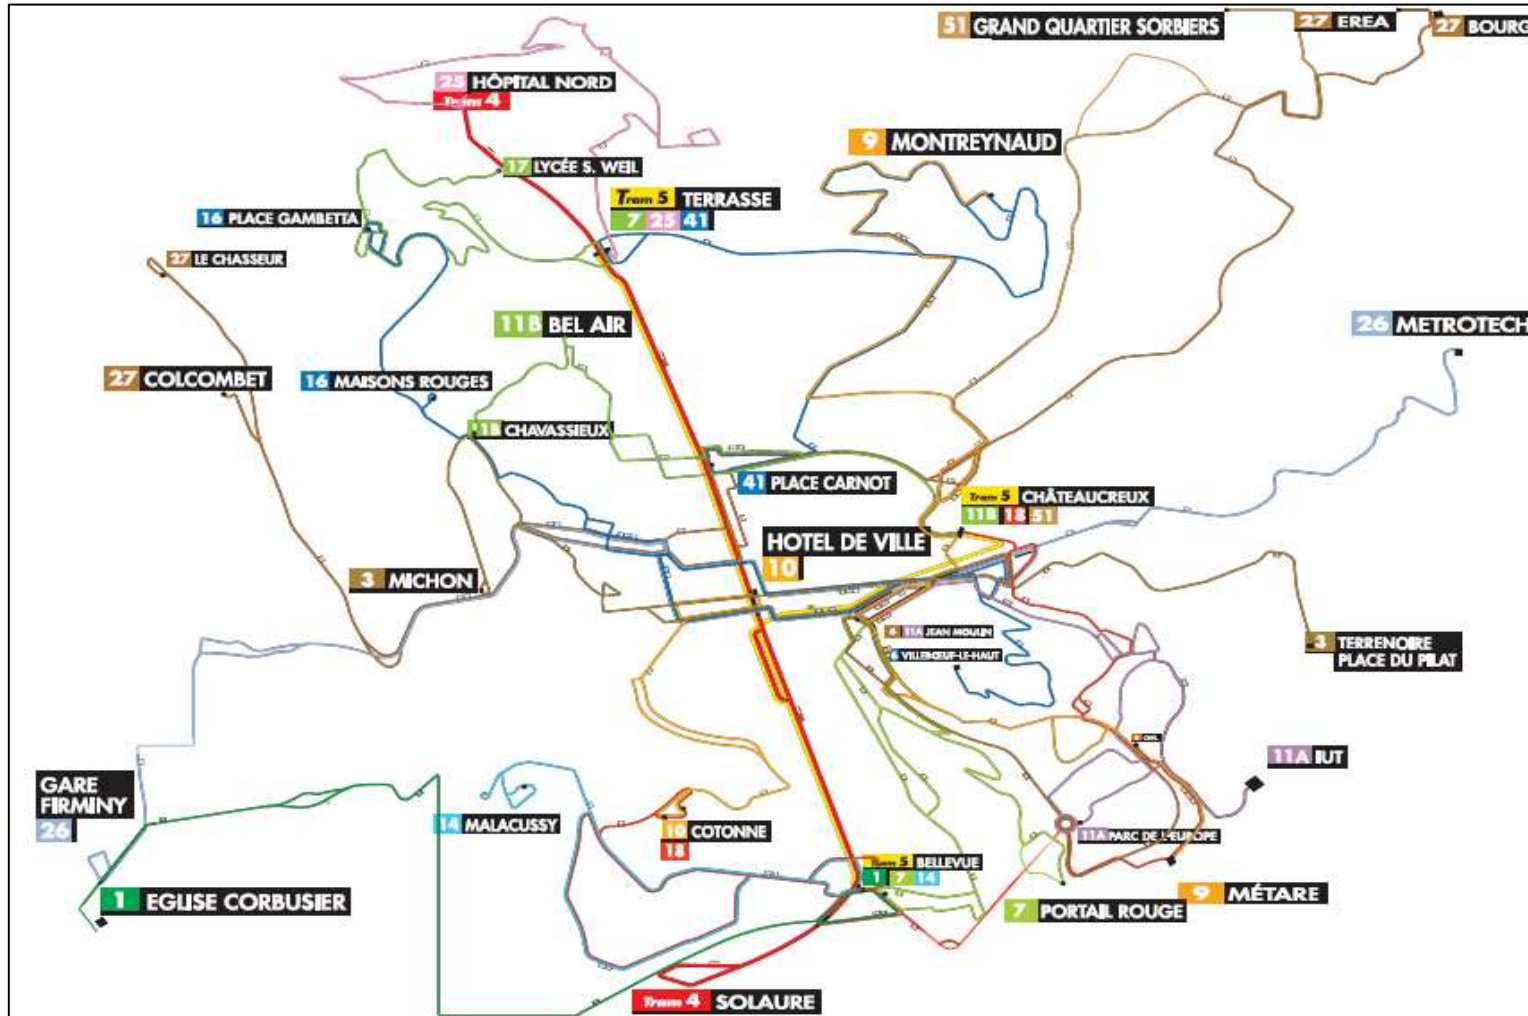 51 GRAND QUARTIER SORBIERS
27 EREA
27 BOURG
25 HÔPITAL NORD
Tram 4
9 MONTREYNAUD
17 LYCÉE S. WEIL
Tram 5 TERRASSE
7 25 41
16 PLACE GAMBETTA
27 LE CHASSEUR
11B BEL AIR
26 METROTECH
27 COLCOMBET
16 MAISONS ROUGES
11B CHAVASSIEUX
41 PLACE CARNOT
Tram 5 CHÂTEAUCREUX
11B 18 51
HOTEL DE VILLE
10
3 MICHON
6 11A JEAN MOULIN
6 VILLEBOEUF-LE-HAUT
3 TERRENOIRE
PLACE DU PILAT
11A IUT
GARE
FIRMINY
26
14 MALACUSSY
10 COTONNE
18
11A PARC DE L'EUROPE
Tram 5 BELLEVUE
1 7 14
1 EGLISE CORBUSIER
9 MÉTARE
7 PORTAIL ROUGE
Tram 4 SOLAURE